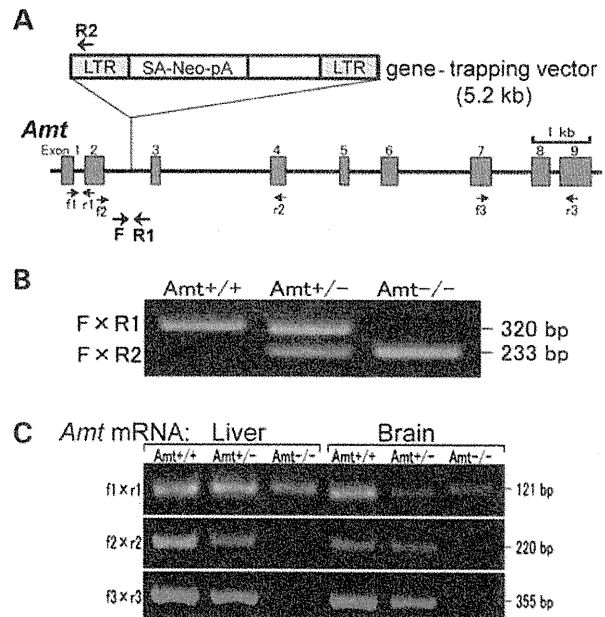 A
R2
LTR SA-Neo-pA LTR gene-trapping vector
(5.2 kb)
Amt
1 kb
Exon 1 2 3 4 5 6 7 8 9
f1 r1 f2 r2 f3 r3
F R1
B
Amt+/+ Amt+/- Amt-/-
F×R1 320 bp
F×R2 233 bp
C Amt mRNA: Liver Brain
Amt+/+ Amt+/- Amt-/- Amt+/+ Amt+/- Amt-/-
f1×r1 121 bp
f2×r2 220 bp
f3×r3 355 bp